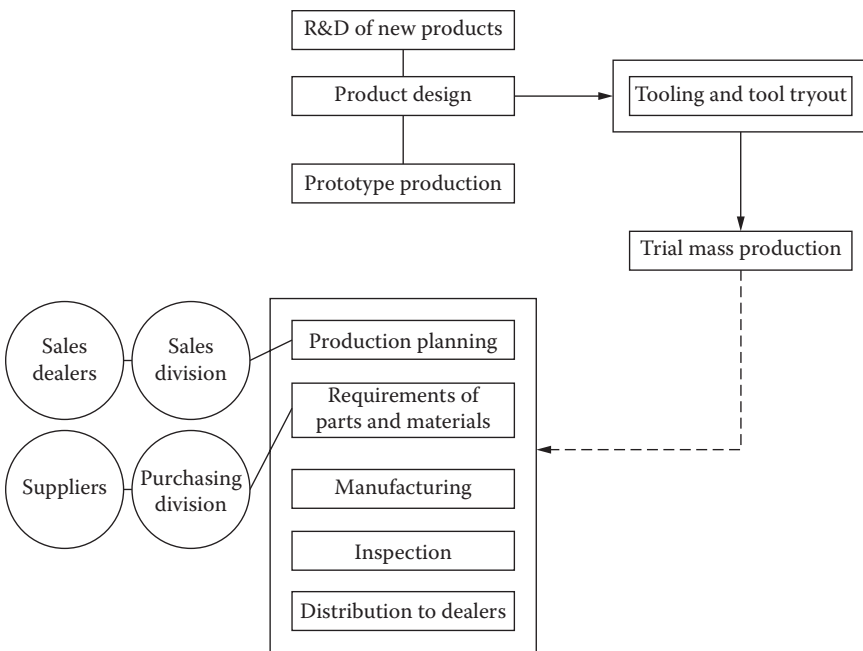 R&D of new products
Product design
Tooling and tool tryout
Prototype production
Trial mass production
Sales
dealers
Sales
division
Production planning
Requirements of
parts and materials
Suppliers
Purchasing
division
Manufacturing
Inspection
Distribution to dealers